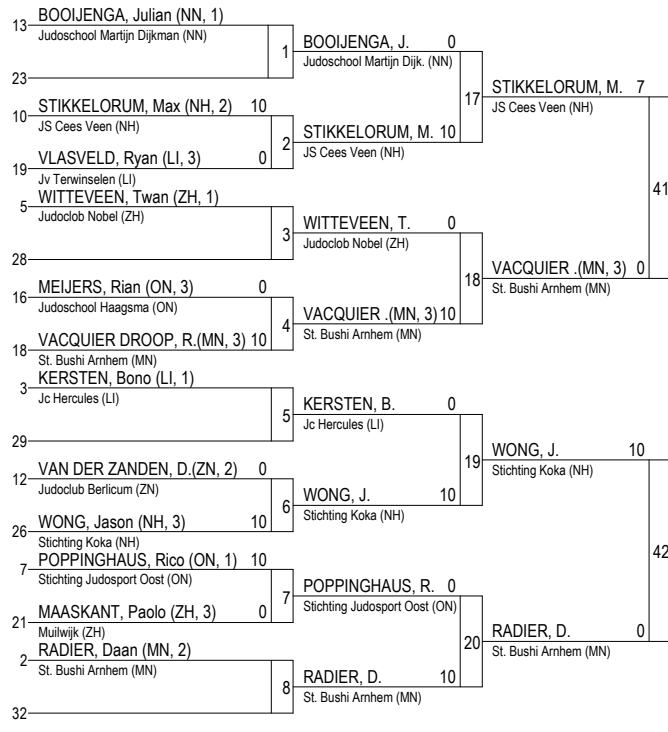 13 BOOIJENGA, Julian (NN, 1)
Judoschool Martijn Dijkman (NN)
1
23
10 STIKKELORUM, Max (NH, 2) 10
JS Cees Veen (NH)
2
19 VLASVELD, Ryan (LI, 3) 0
Jv Terwinselen (LI)
5 WITTEVEEN, Twan (ZH, 1)
Judoclob Nobel (ZH)
3
28
16 MEIJERS, Rian (ON, 3) 0
Judoschool Haagsma (ON)
4
18 VACQUIER DROOP, R.(MN, 3) 10
St. Bushi Arnhem (MN)
3 KERSTEN, Bono (LI, 1)
Jc Hercules (LI)
5
29
12 VAN DER ZANDEN, D.(ZN, 2) 0
Judoclub Berlicum (ZN)
6
26 WONG, Jason (NH, 3) 10
Stichting Koka (NH)
7 POPPINGHAUS, Rico (ON, 1) 10
Stichting Judosport Oost (ON)
7
21 MAASKANT, Paolo (ZH, 3) 0
Muilwijk (ZH)
2 RADIER, Daan (MN, 2)
St. Bushi Arnhem (MN)
8
32
BOOIJENGA, J. 0
Judoschool Martijn Dijk. (NN)
17
STIKKELORUM, M. 10
JS Cees Veen (NH)
WITTEVEEN, T. 0
Judoclob Nobel (ZH)
18
VACQUIER .(MN, 3) 10
St. Bushi Arnhem (MN)
KERSTEN, B. 0
Jc Hercules (LI)
19
WONG, J. 10
Stichting Koka (NH)
POPPINGHAUS, R. 0
Stichting Judosport Oost (ON)
20
RADIER, D. 10
St. Bushi Arnhem (MN)
STIKKELORUM, M. 7
JS Cees Veen (NH)
41
VACQUIER .(MN, 3) 0
St. Bushi Arnhem (MN)
WONG, J. 10
Stichting Koka (NH)
42
RADIER, D. 0
St. Bushi Arnhem (MN)